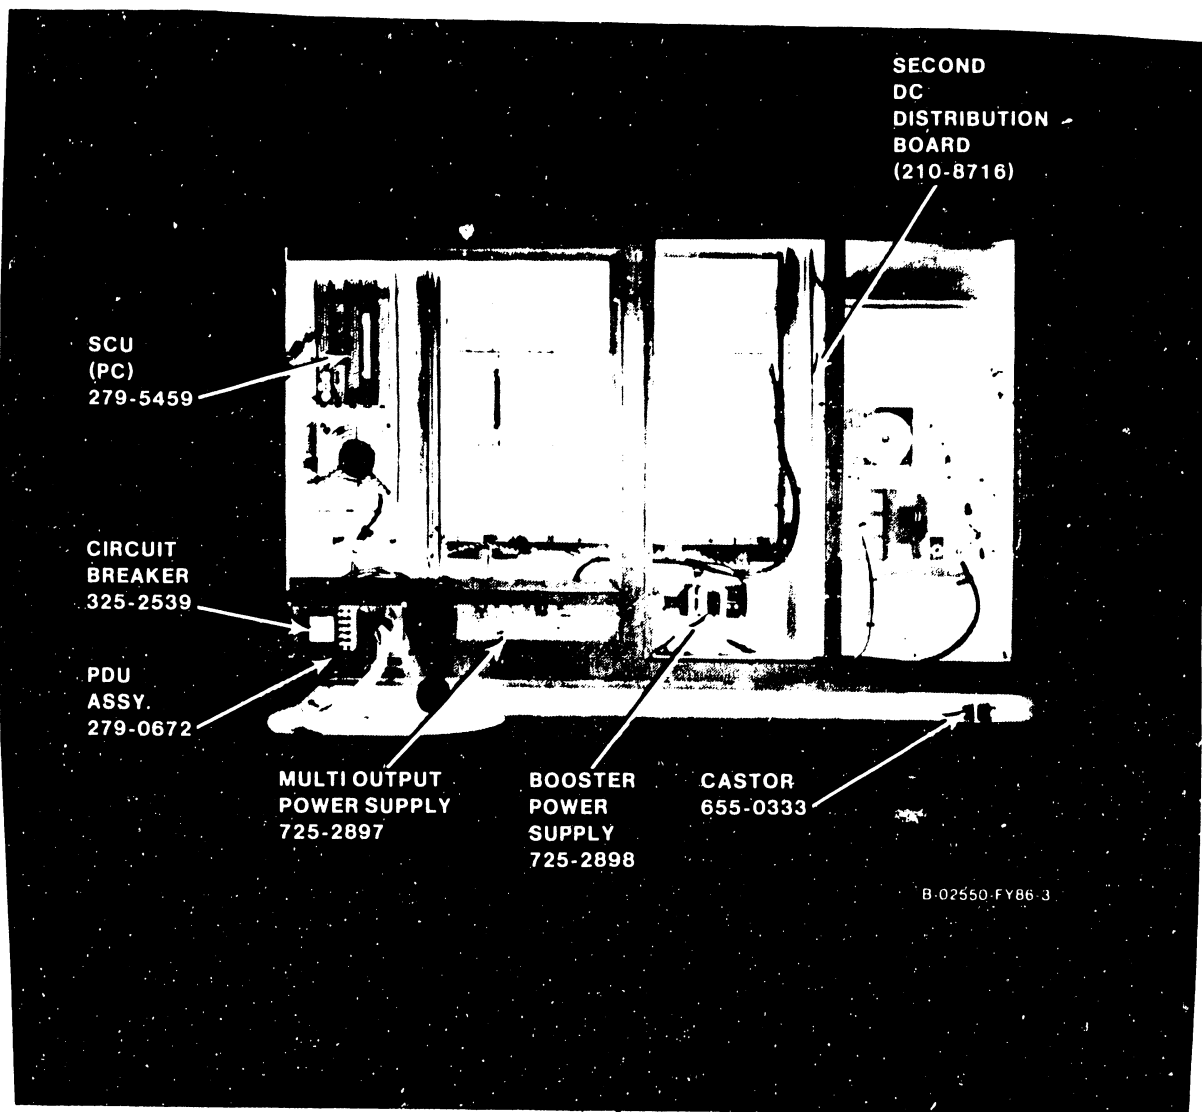 SECOND
DC
DISTRIBUTION
BOARD
(210-8716)
SCU
(PC)
279-5459
CIRCUIT
BREAKER
325-2539
PDU
ASSY.
279-0672
MULTI OUTPUT
POWER SUPPLY
725-2897
BOOSTER
POWER
SUPPLY
725-2898
CASTOR
655-0333
B-02550-FY86-3